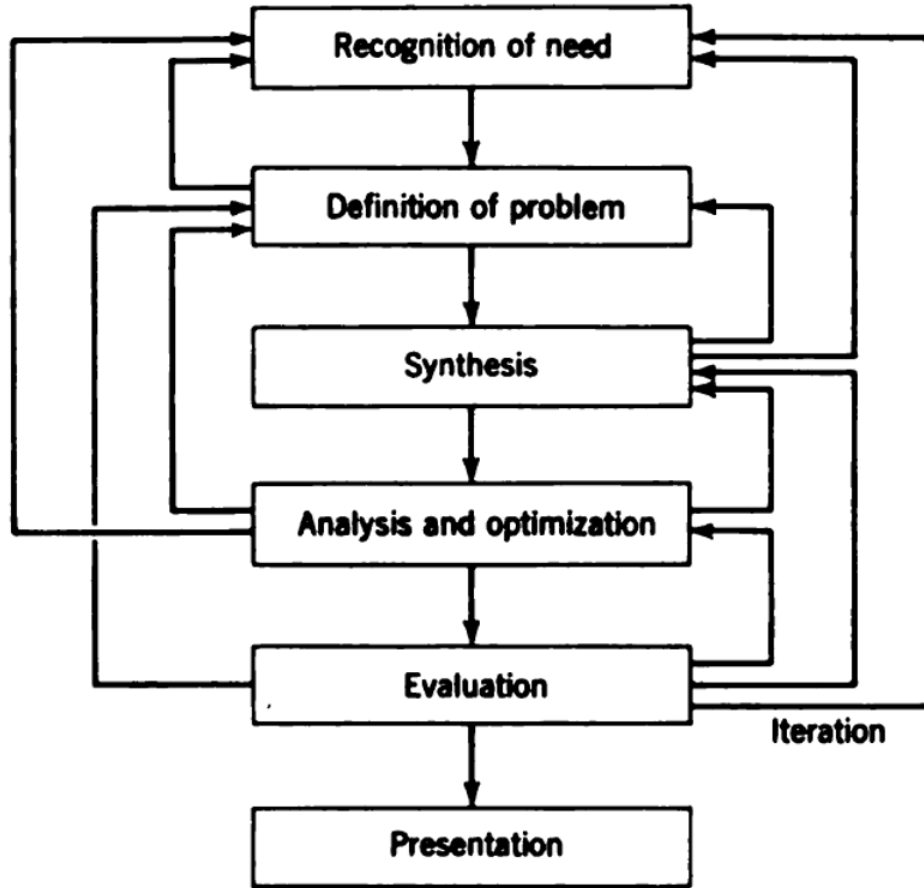 Recognition of need
Definition of problem
Synthesis
Analysis and optimization
Evaluation
Iteration
Presentation